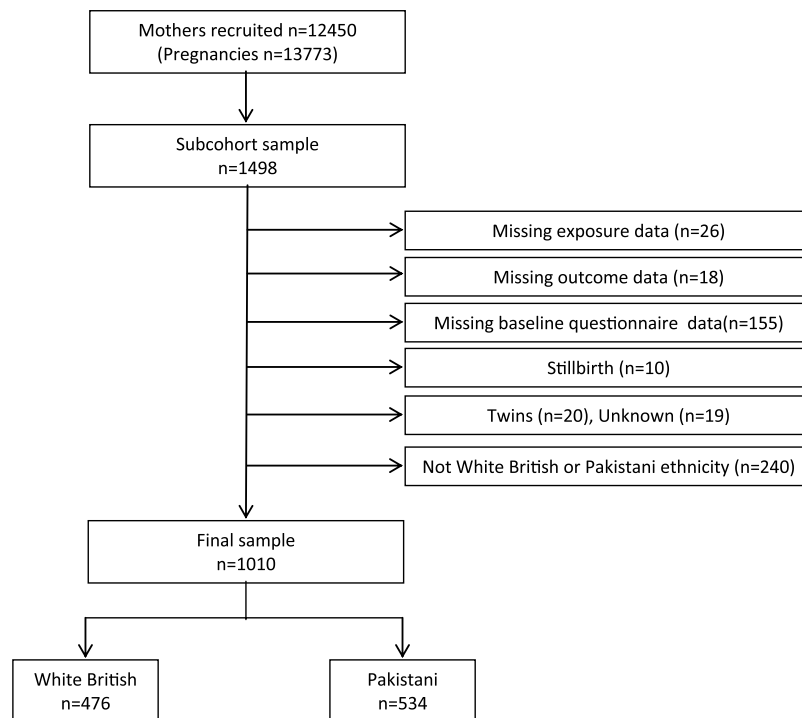 Mothers recruited n=12450
(Pregnancies n=13773)
Subcohort sample
n=1498
Missing exposure data (n=26)
Missing outcome data (n=18)
Missing baseline questionnaire  data(n=155)
Stillbirth (n=10)
Twins (n=20), Unknown (n=19)
Not White British or Pakistani ethnicity (n=240)
Final sample
n=1010
White British
n=476
Pakistani
n=534